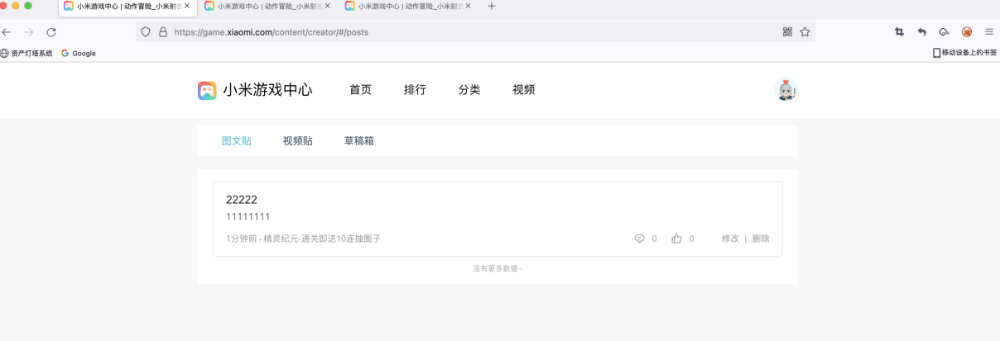 小米游戏中心 | 动作冒险_小米射击 小米游戏中心 | 动作冒险_小米射击 小米游戏中心 | 动作冒险_小米射击
https://game.xiaomi.com/content/creator/#/posts
资产灯塔系统 Google 移动设备上的书签
小米游戏中心 首页 排行 分类 视频
图文贴 视频贴 草稿箱
22222
11111111
1分钟前 · 精灵纪元-通关即送10连抽圈子 0 0 修改 | 删除
没有更多数据~